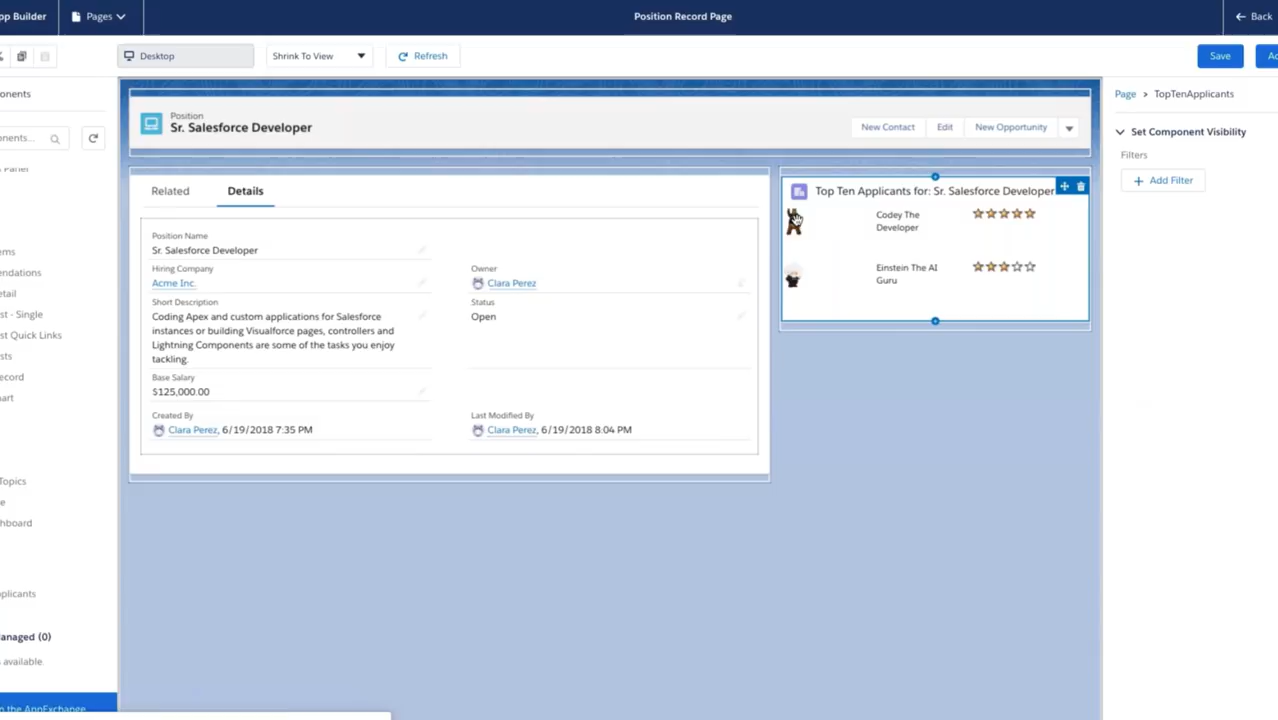 pp Builder
Pages
Position Record Page
Back
Desktop
Shrink To View
Refresh
Save
onents
nents...
Page > TopTenApplicants
Set Component Visibility
Filters
Add Filter
Position
Sr. Salesforce Developer
New Contact
Edit
New Opportunity
Related
Details
Position Name
Sr. Salesforce Developer
Hiring Company
Acme Inc.
Short Description
Coding Apex and custom applications for Salesforce
instances or building Visualforce pages, controllers and
Lightning Components are some of the tasks you enjoy
tackling.
Base Salary
$125,000.00
Created By
Clara Perez, 6/19/2018 7:35 PM
Owner
Clara Perez
Status
Open
Last Modified By
Clara Perez, 6/19/2018 8:04 PM
Top Ten Applicants for: Sr. Salesforce Developer
Codey The
Developer
Einstein The AI
Guru
ems
endations
etail
st - Single
st Quick Links
sts
ecord
art
Topics
e
hboard
plicants
anaged (0)
s available.
n the AppExchange